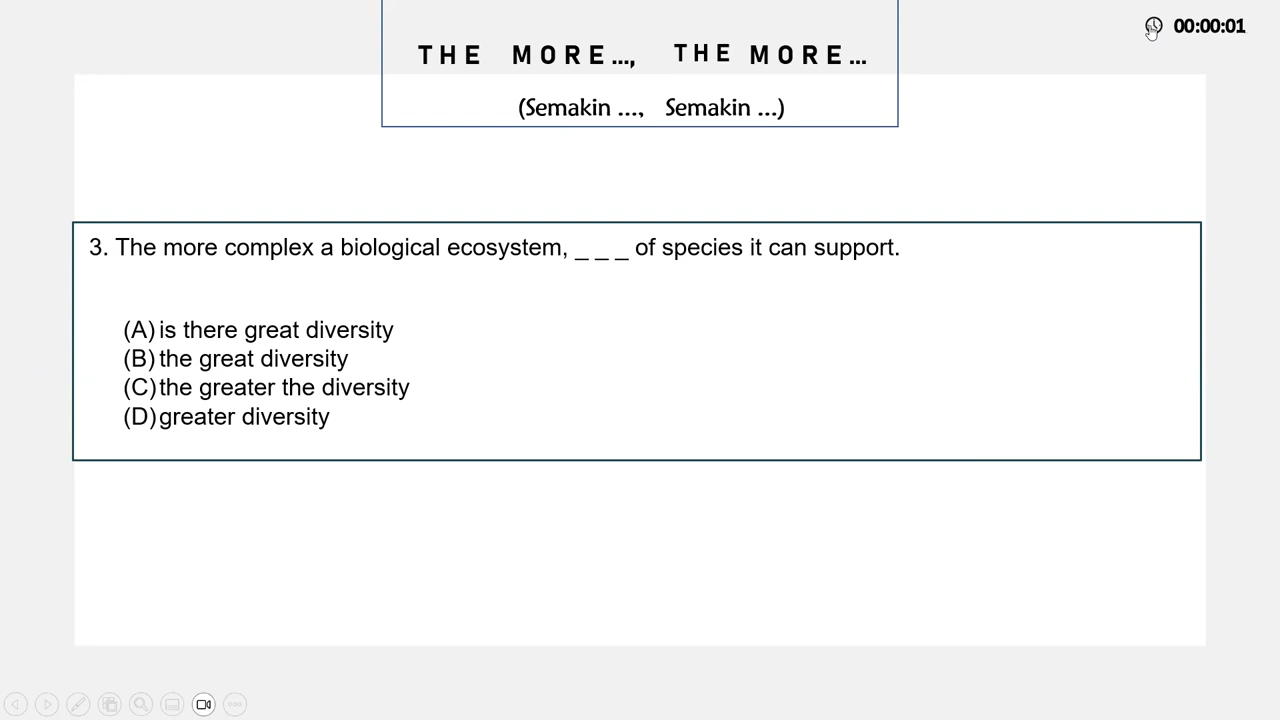 00:00:01
THE MORE…, THE MORE…
(Semakin …, Semakin …)
3. The more complex a biological ecosystem, _ _ _ of species it can support.
(A) is there great diversity
(B) the great diversity
(C) the greater the diversity
(D) greater diversity